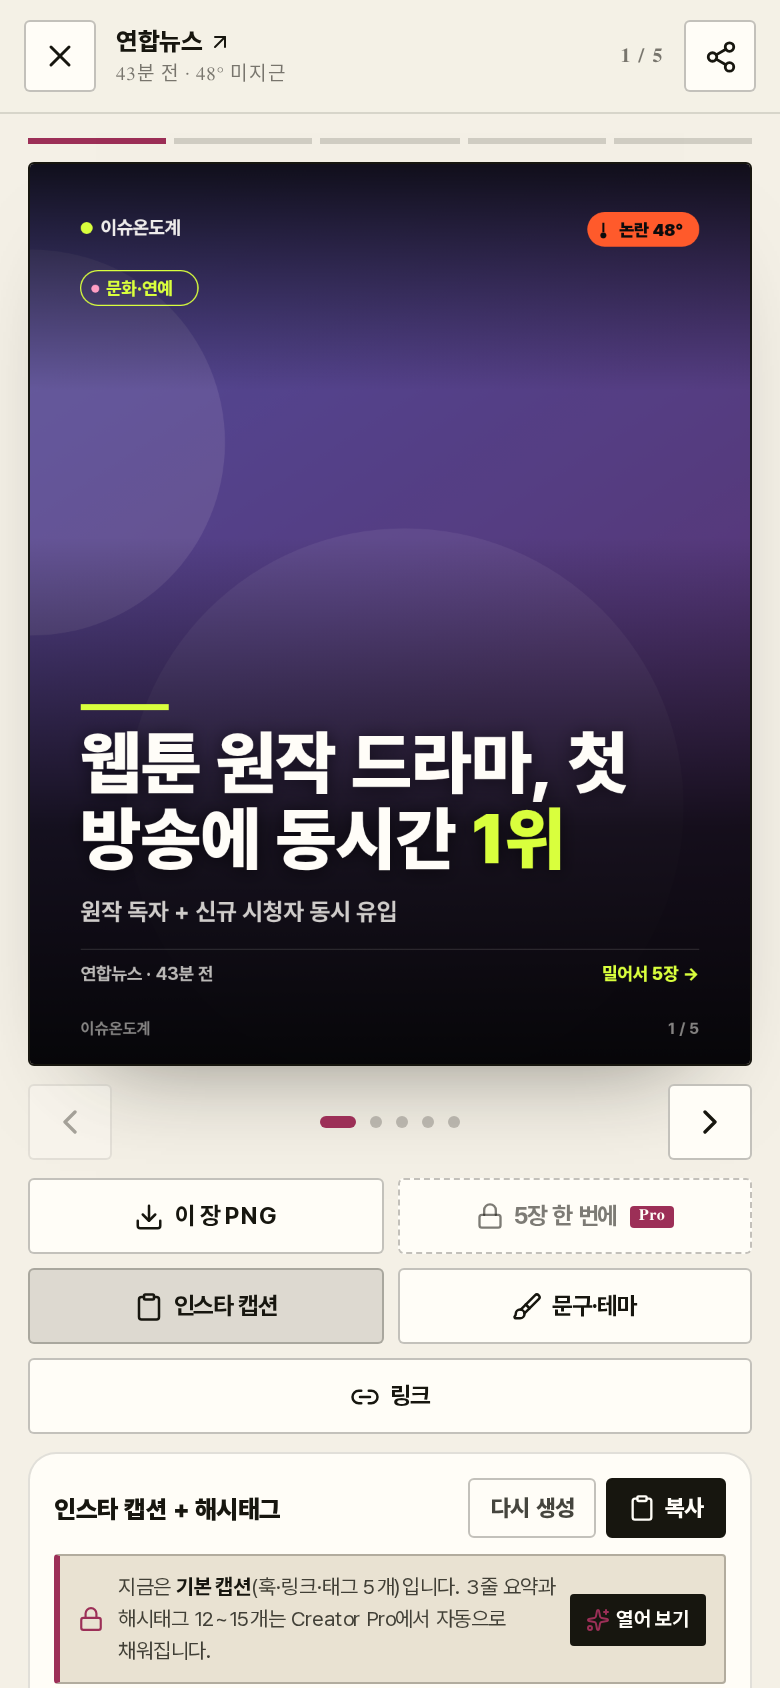 연합뉴스
43분 전 · 48° 미지근
1 / 5
이슈온도계
논란 48°
문화·연예
웹툰 원작 드라마, 첫
방송에 동시간 1위
원작 독자 + 신규 시청자 동시 유입
연합뉴스 · 43분 전
밀어서 5장 →
이슈온도계
1 / 5
이 장 PNG
5장 한 번에 Pro
인스타 캡션
문구·테마
링크
인스타 캡션 + 해시태그
다시 생성
복사
지금은 기본 캡션(훅·링크·태그 5개)입니다. 3줄 요약과
해시태그 12~15개는 Creator Pro에서 자동으로
채워집니다.
열어 보기